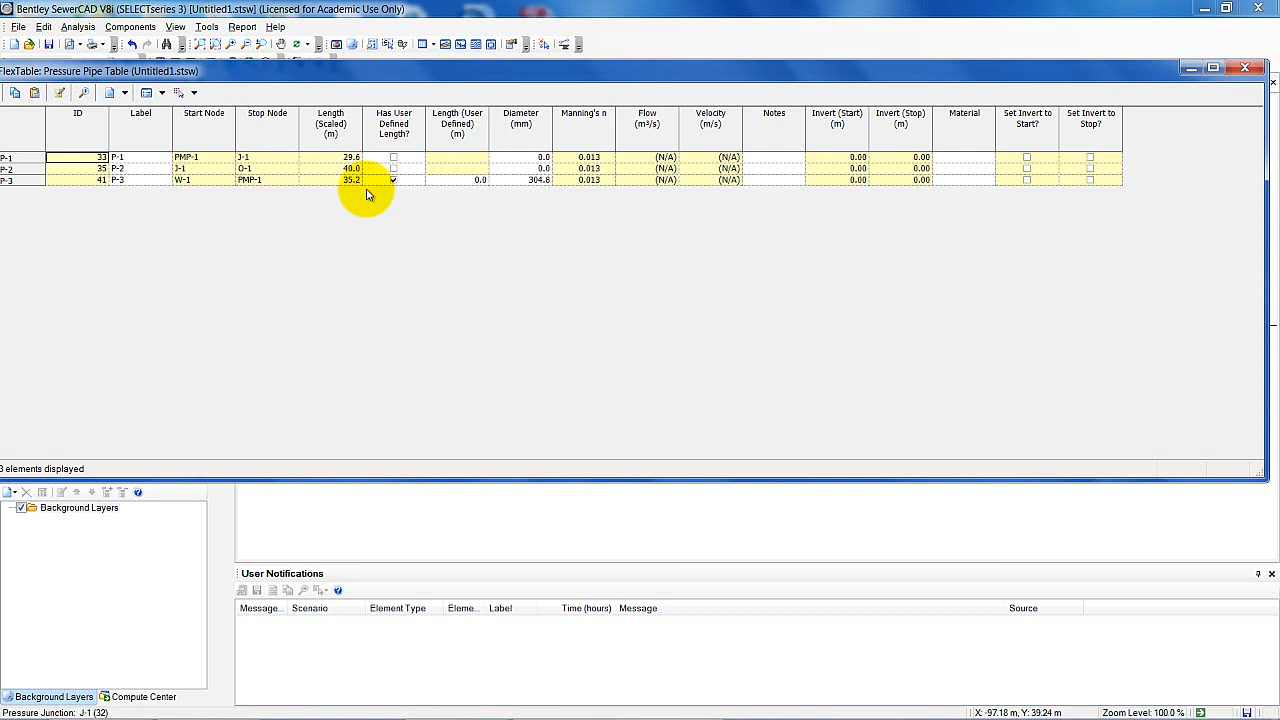 Bentley SewerCAD V8i (SELECTseries 3) [Untitled1.stsw] (Licensed for Academic Use Only)
File Edit Analysis Components View Tools Report Help
FlexTable: Pressure Pipe Table (Untitled1.stsw)
ID Label Start Node Stop Node Length (Scaled) (m) Has User Defined Length? Length (User Defined) (m) Diameter (mm) Manning's n Flow (m³/s) Velocity (m/s) Notes Invert (Start) (m) Invert (Stop) (m) Material Set Invert to Start? Set Invert to Stop?
P-1 33 P-1 PMP-1 J-1 29.6 0.0 0.013 (N/A) (N/A) 0.00 0.00
P-2 35 P-2 J-1 O-1 40.0 0.0 0.013 (N/A) (N/A) 0.00 0.00
P-3 41 P-3 W-1 PMP-1 35.2 0.0 304.8 0.013 (N/A) (N/A) 0.00 0.00
3 elements displayed
Background Layers
User Notifications
Message... Scenario Element Type Eleme... Label Time (hours) Message Source
Background Layers Compute Center
Pressure Junction: J-1 (32) X: -97.18 m, Y: 39.24 m Zoom Level: 100.0 %